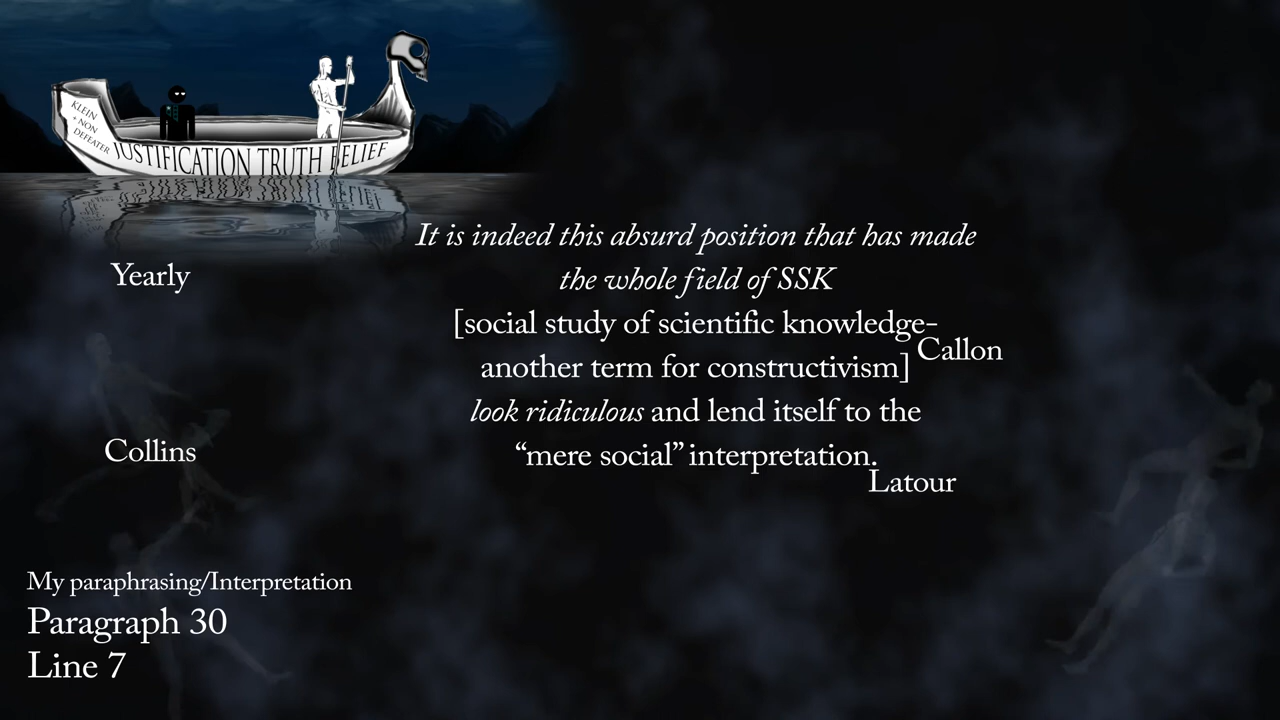 KLEIN
+ NON
DEFEATER
JUSTIFICATION TRUTH BELIEF
Yearly
It is indeed this absurd position that has made
the whole field of SSK
[social study of scientific knowledge-
Callon
another term for constructivism]
look ridiculous and lend itself to the
Collins
“mere social” interpretation.
Latour
My paraphrasing/Interpretation
Paragraph 30
Line 7